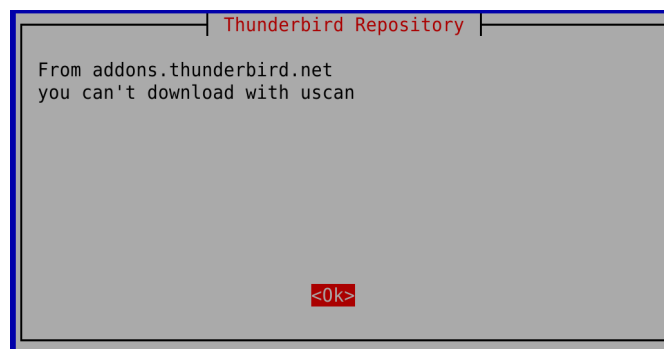 Thunderbird Repository
From addons.thunderbird.net
you can't download with uscan
<Ok>